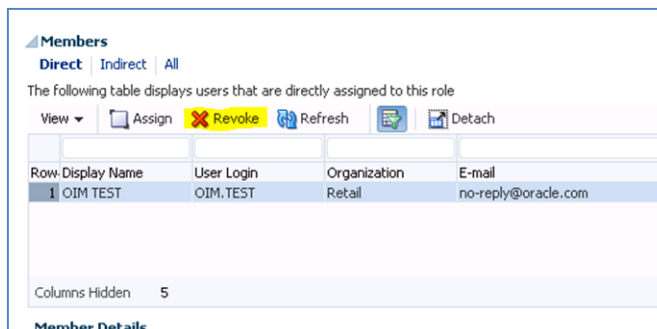 Members
Direct Indirect All
The following table displays users that are directly assigned to this role
View Assign Revoke Refresh Detach
Row Display Name User Login Organization E-mail
1 OIM TEST OIM.TEST Retail no-reply@oracle.com
Columns Hidden 5
Member Details